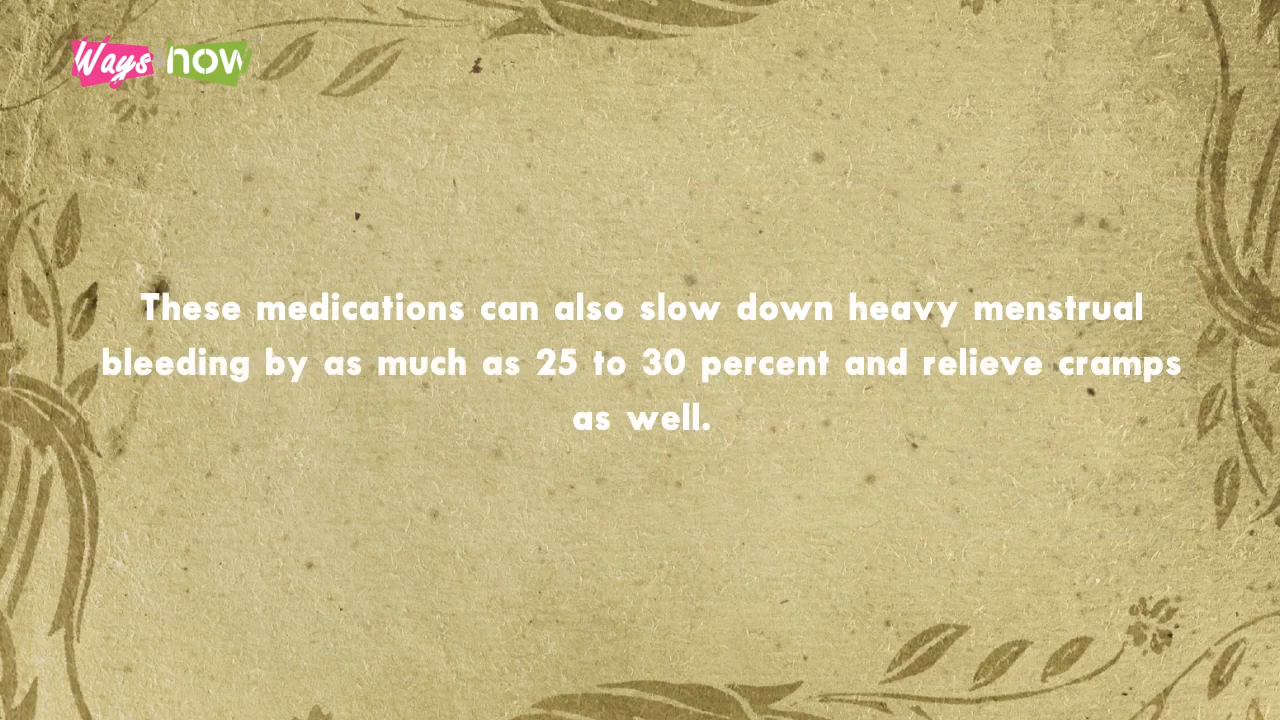 Ways now
These medications can also slow down heavy menstrual
bleeding by as much as 25 to 30 percent and relieve cramps
as well.